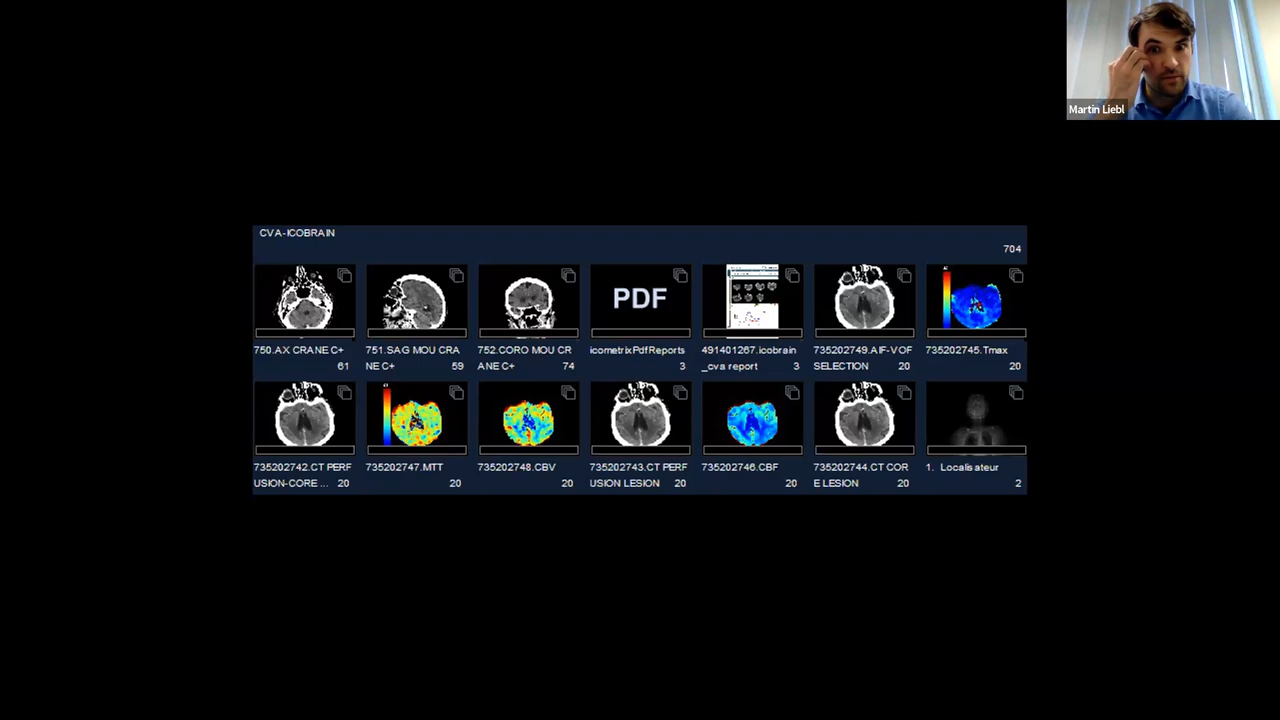 Martin Liebl
CVA-ICOBRAIN
704
PDF
750.AX CRANE C+
61
751.SAG MOU CRA
NE C+ 59
752.CORO MOU CR
ANE C+ 74
icometrixPdfReports
3
491401267.icobrain
_cva report 3
735202749.AIF-VOF
SELECTION 20
735202745.Tmax
20
735202742.CT PERF
USION-CORE ... 20
735202747.MTT
20
735202748.CBV
20
735202743.CT PERF
USION LESION 20
735202746.CBF
20
735202744.CT COR
E LESION 20
1. Localisateur
2